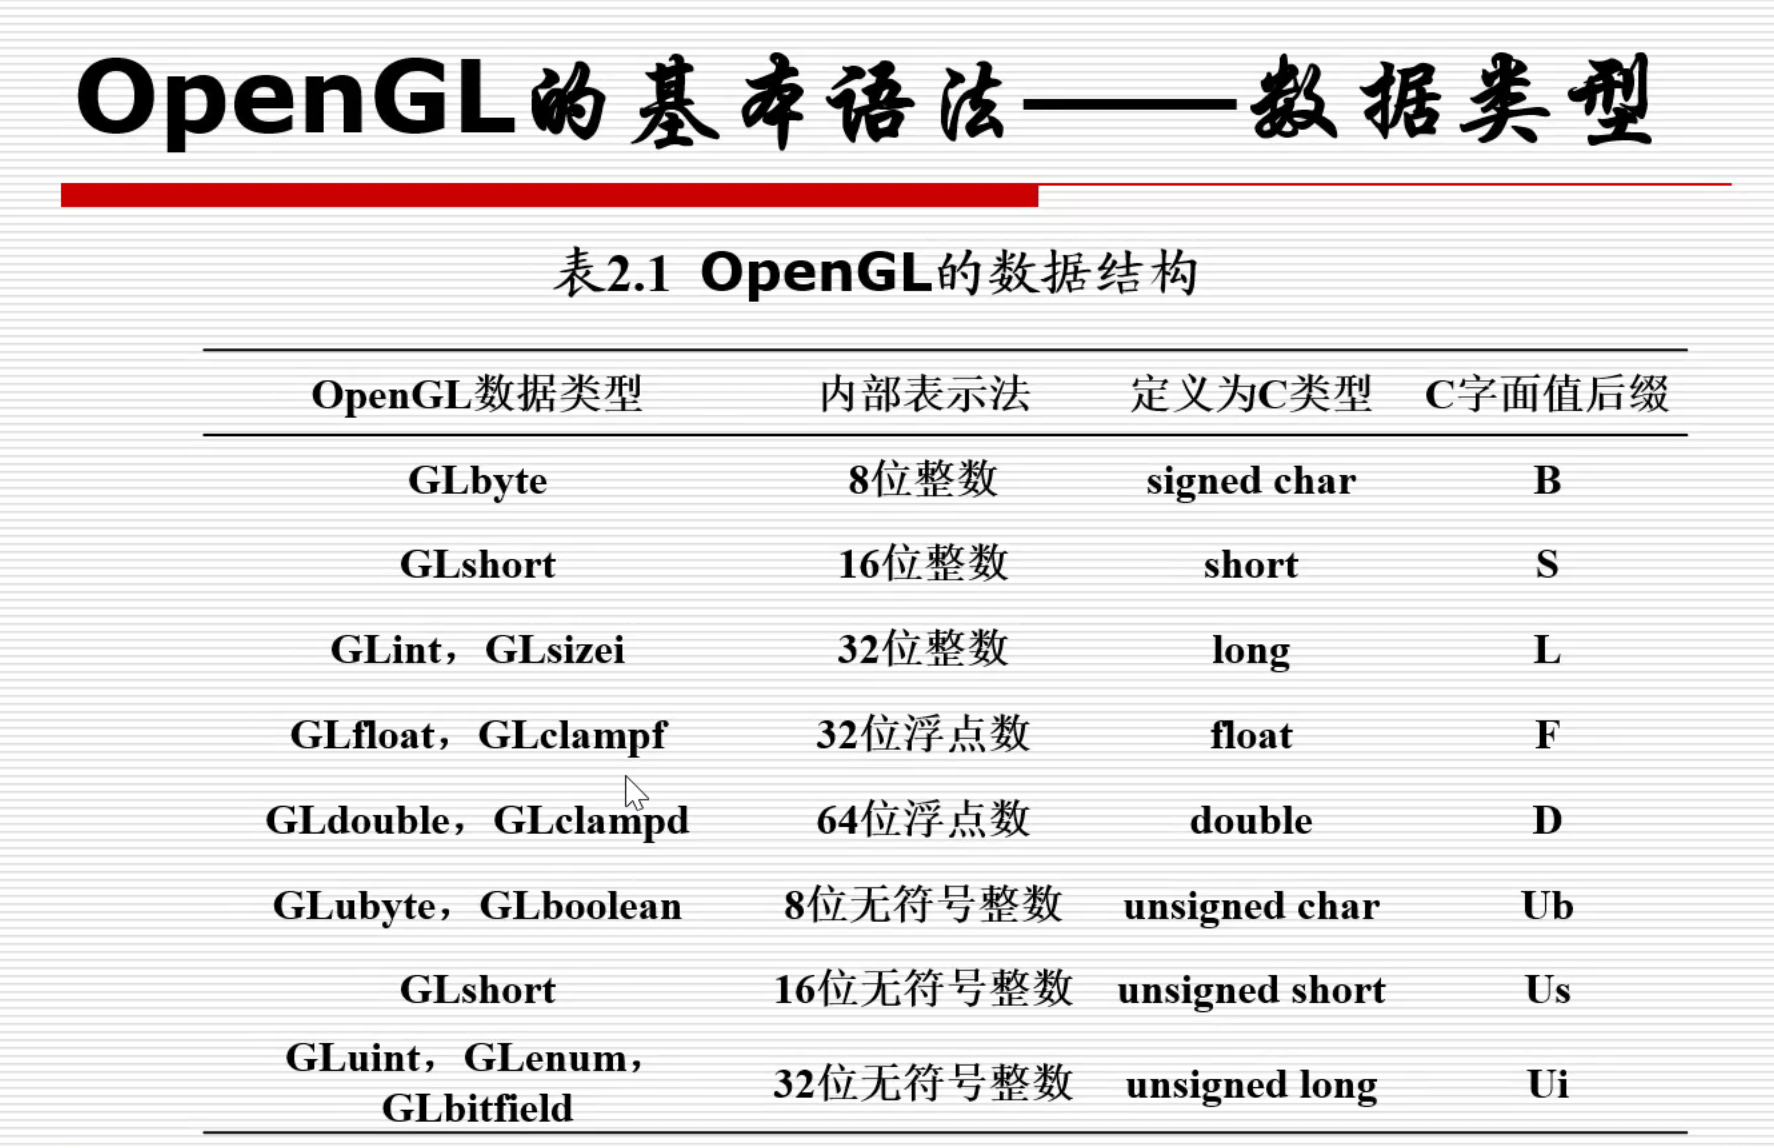 OpenGL的基本语法——数据类型
表2.1 OpenGL的数据结构
OpenGL数据类型 内部表示法 定义为C类型 C字面值后缀
GLbyte 8位整数 signed char B
GLshort 16位整数 short S
GLint，GLsizei 32位整数 long L
GLfloat，GLclampf 32位浮点数 float F
GLdouble，GLclampd 64位浮点数 double D
GLubyte，GLboolean 8位无符号整数 unsigned char Ub
GLshort 16位无符号整数 unsigned short Us
GLuint，GLenum，
GLbitfield 32位无符号整数 unsigned long Ui